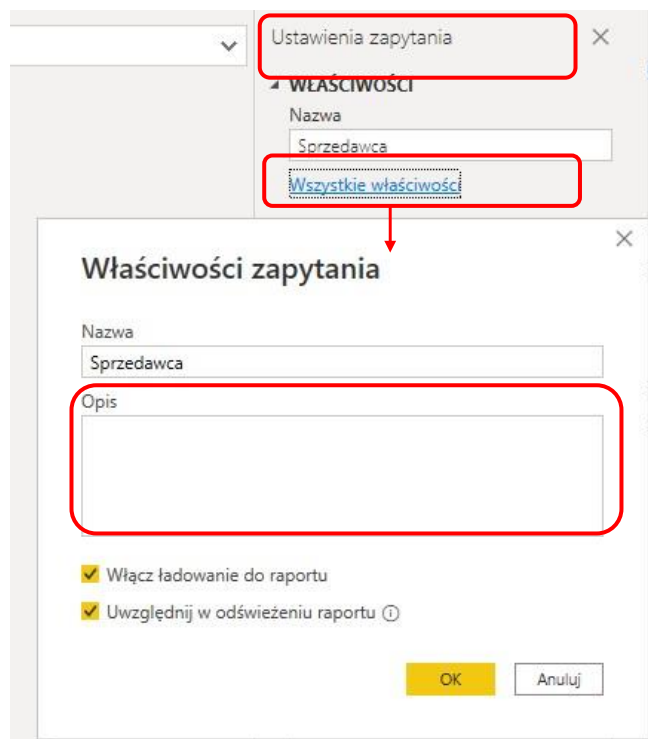 Ustawienia zapytania
WŁAŚCIWOŚCI
Nazwa
Sprzedawca
Wszystkie właściwości
Właściwości zapytania
Nazwa
Sprzedawca
Opis
Włącz ładowanie do raportu
Uwzględnij w odświeżeniu raportu
OK
Anuluj